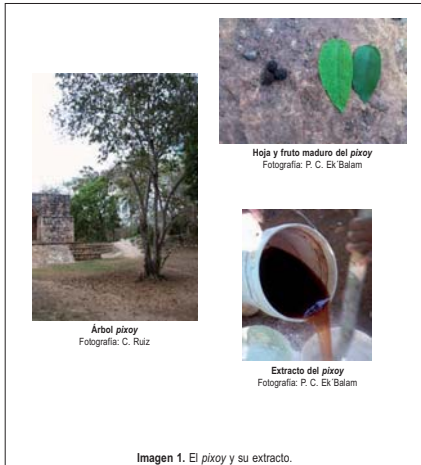 Hoja y fruto maduro del pixoy
Fotografía: P. C. Ek´Balam
Árbol pixoy
Fotografía: C. Ruiz
Extracto del pixoy
Fotografía: P. C. Ek´Balam
Imagen 1. El pixoy y su extracto.